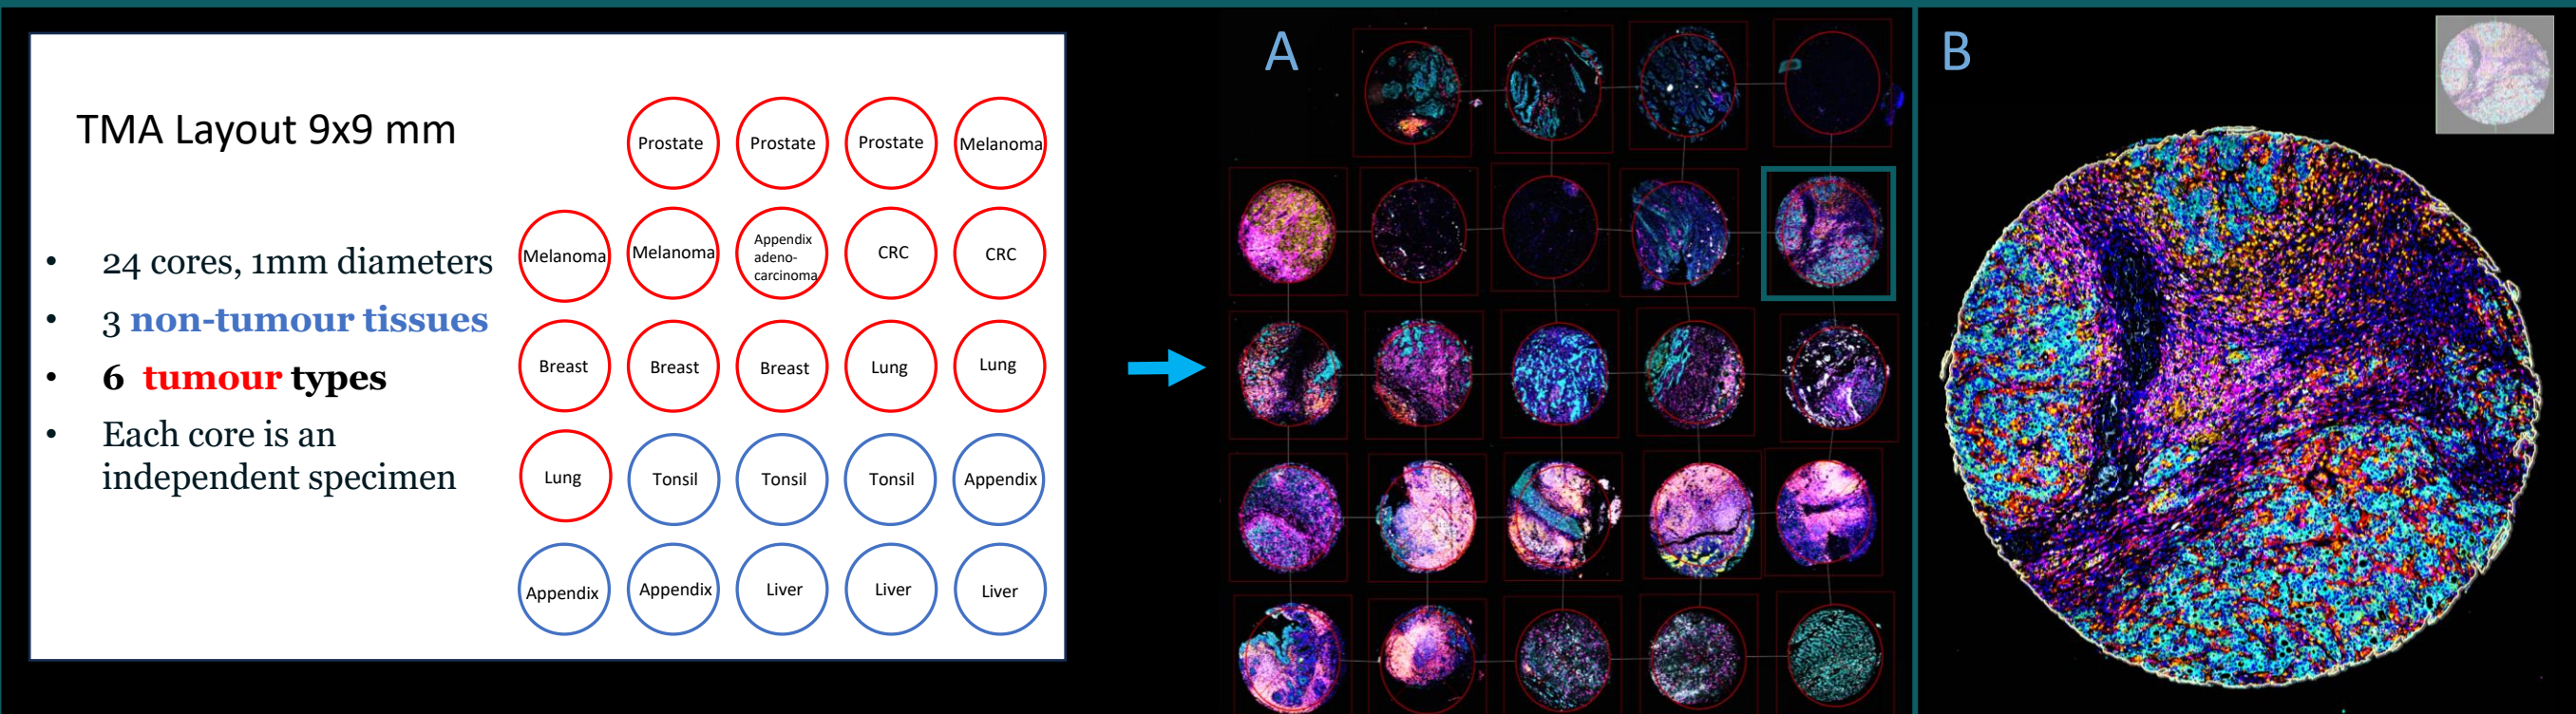 TMA Layout 9x9 mm
• 24 cores, 1mm diameters
• 3 non-tumour tissues
• 6 tumour types
• Each core is an
independent specimen
Prostate Prostate Prostate Melanoma
Melanoma Melanoma Appendix adeno-carcinoma CRC CRC
Breast Breast Breast Lung Lung
Lung Tonsil Tonsil Tonsil Appendix
Appendix Appendix Liver Liver Liver
A
B